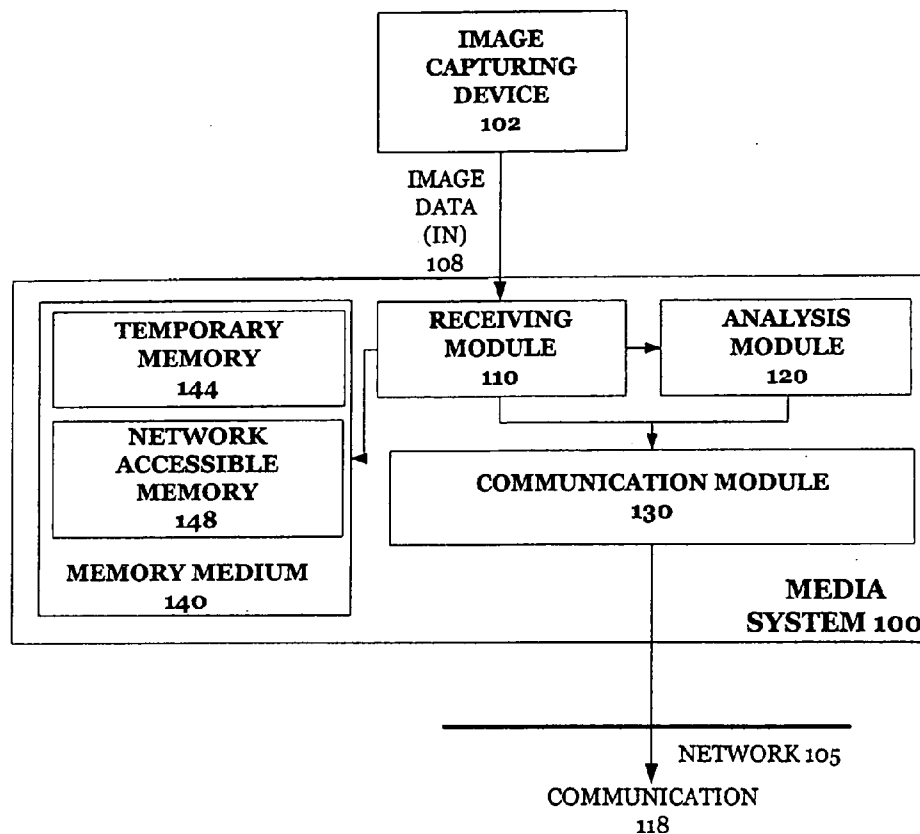 IMAGE
CAPTURING
DEVICE
102
IMAGE
DATA
(IN)
108
TEMPORARY
MEMORY
144
RECEIVING
MODULE
110
ANALYSIS
MODULE
120
NETWORK
ACCESSIBLE
MEMORY
148
COMMUNICATION MODULE
130
MEMORY MEDIUM
140
MEDIA
SYSTEM 100
NETWORK 105
COMMUNICATION
118